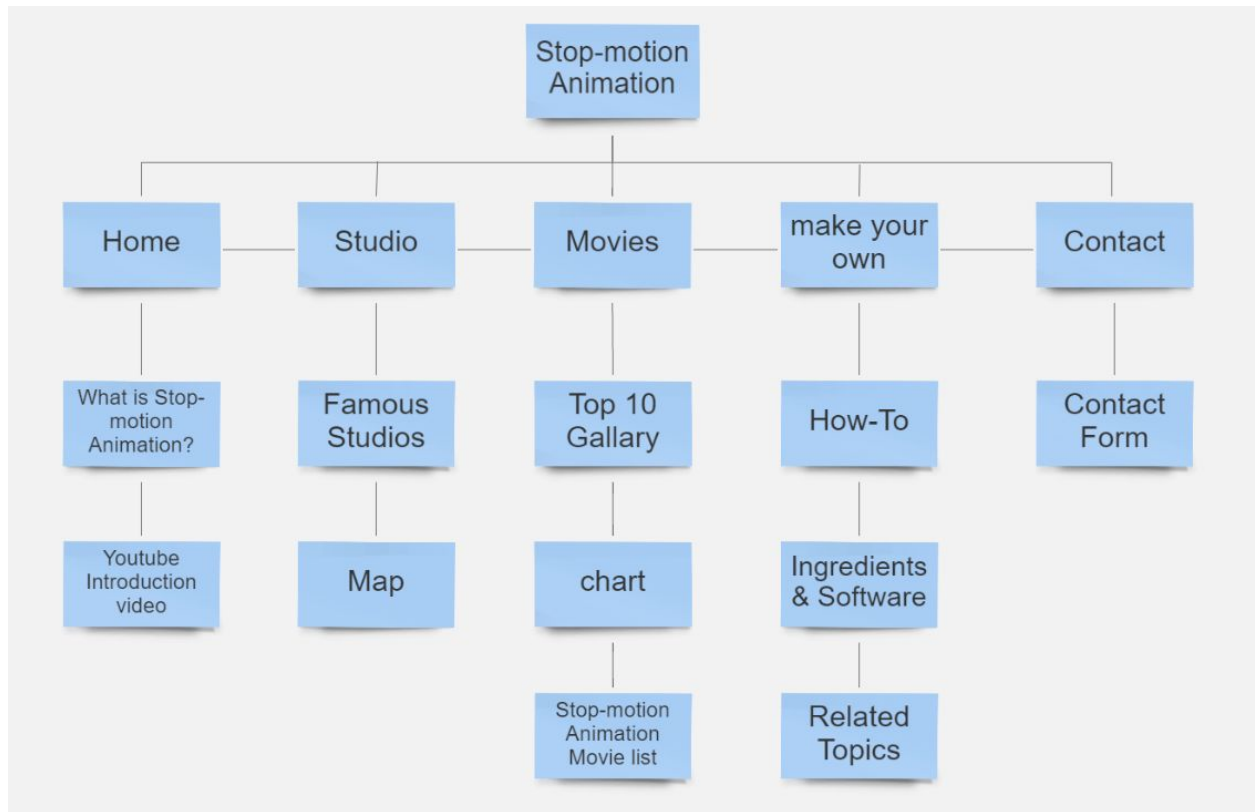 Stop-motion
Animation
Home
Studio
Movies
make your
own
Contact
What is Stop-
motion
Animation?
Famous
Studios
Top 10
Gallary
How-To
Contact
Form
Youtube
Introduction
video
Map
chart
Ingredients
& Software
Stop-motion
Animation
Movie list
Related
Topics